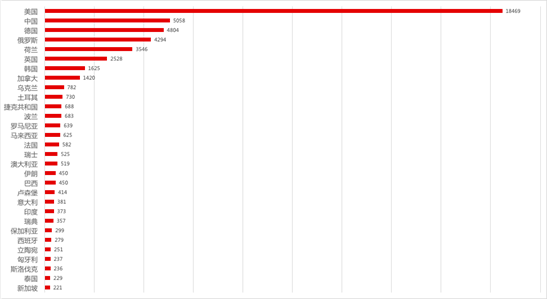 美国 18469
中国 5058
德国 4804
俄罗斯 4294
荷兰 3546
英国 2528
韩国 1625
加拿大 1420
乌克兰 782
土耳其 730
捷克共和国 688
波兰 683
罗马尼亚 639
马来西亚 625
法国 582
瑞士 525
澳大利亚 519
伊朗 450
巴西 450
卢森堡 414
意大利 381
印度 373
瑞典 357
保加利亚 299
西班牙 279
立陶宛 251
匈牙利 237
斯洛伐克 236
泰国 229
新加坡 221